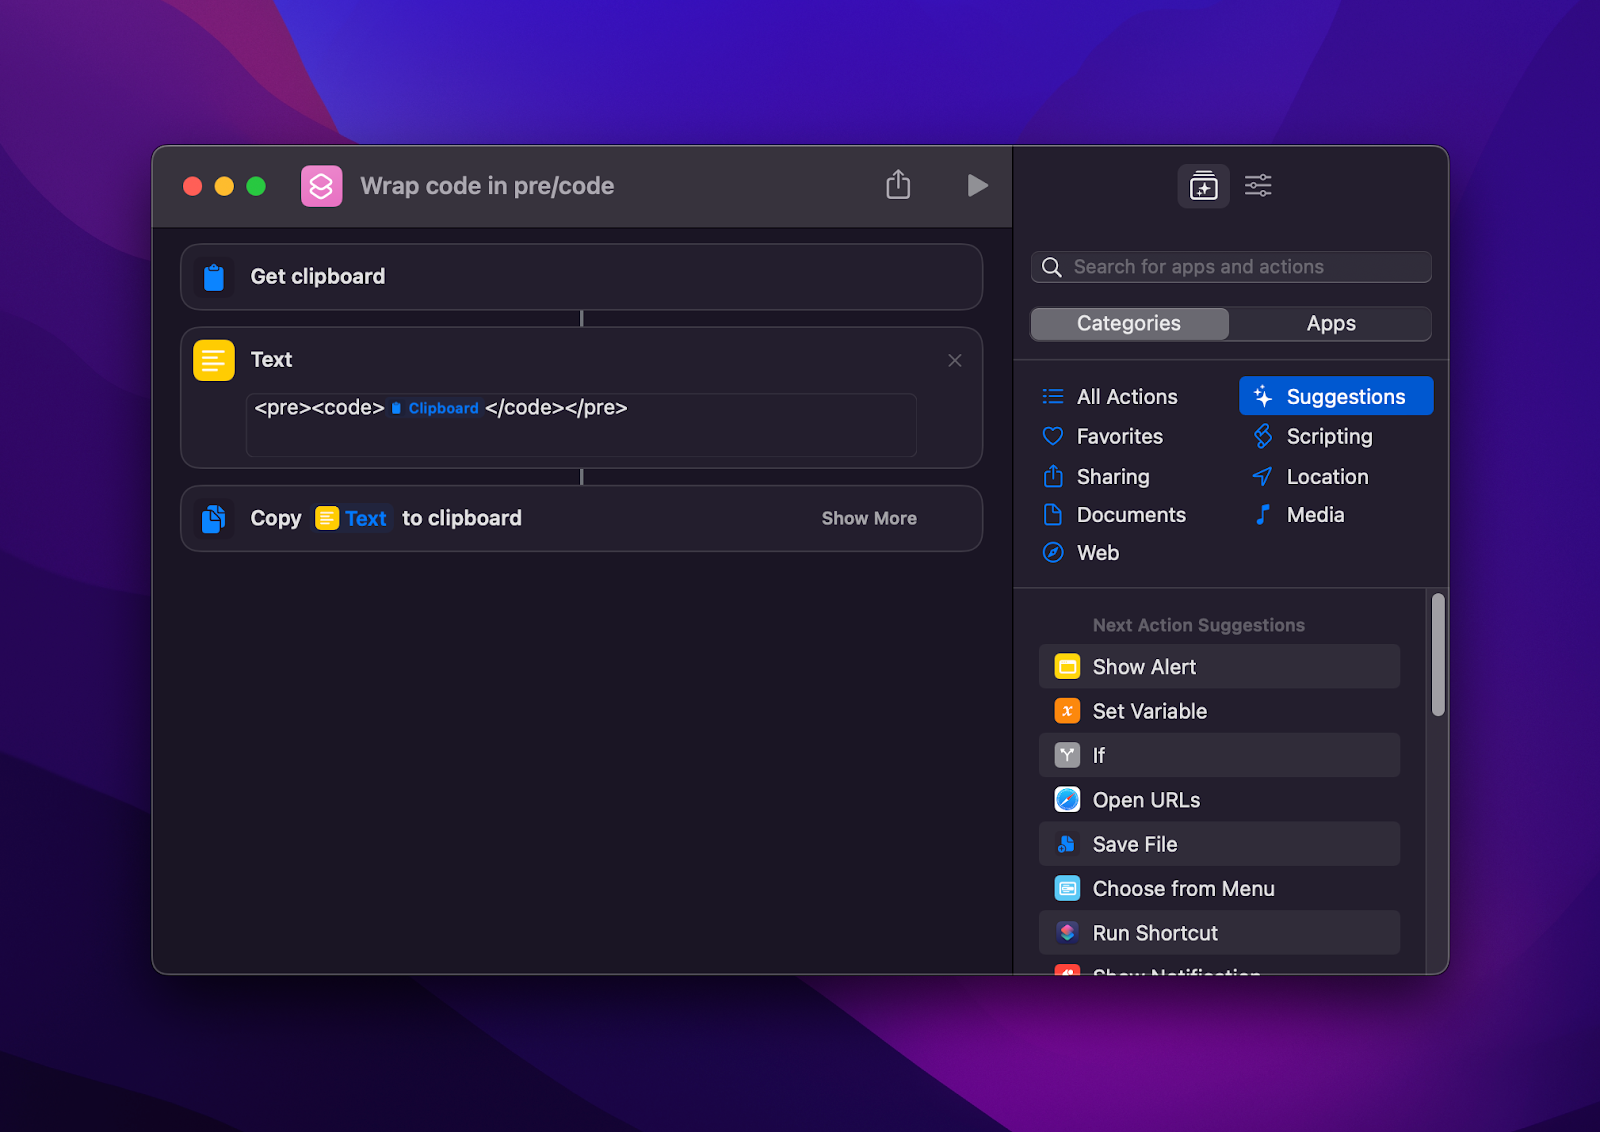 Wrap code in pre/code
Get clipboard
Text
<pre><code> Clipboard </code></pre>
Copy Text to clipboard Show More
Search for apps and actions
Categories Apps
All Actions Suggestions
Favorites Scripting
Sharing Location
Documents Media
Web
Next Action Suggestions
Show Alert
x Set Variable
If
Open URLs
Save File
Choose from Menu
Run Shortcut
Show Notification